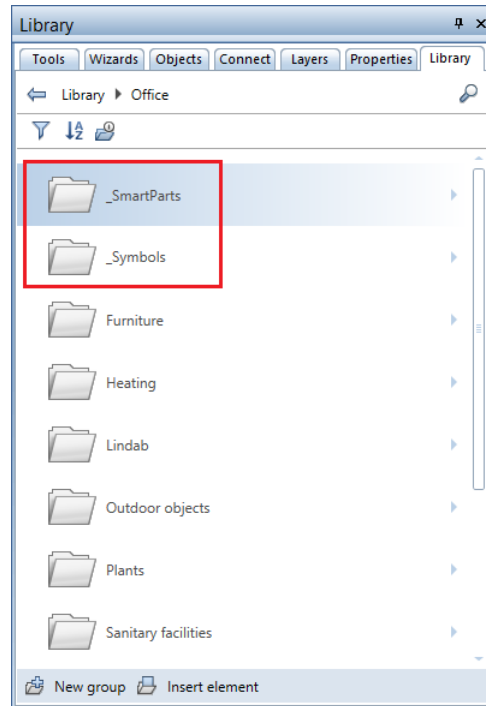 Library
Tools Wizards Objects Connect Layers Properties Library
Library Office
_SmartParts
_Symbols
Furniture
Heating
Lindab
Outdoor objects
Plants
Sanitary facilities
New group Insert element